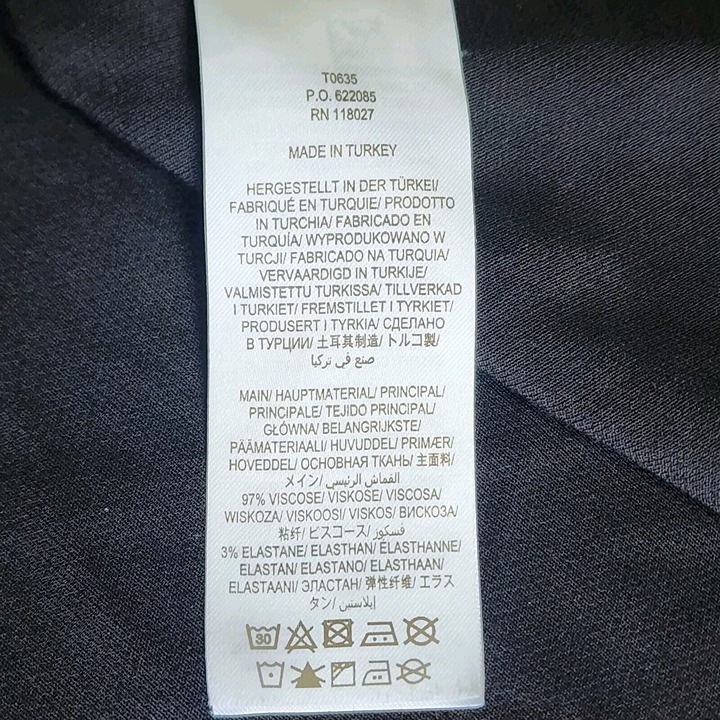 T0635
P.O. 622085
RN 118027
MADE IN TURKEY
HERGESTELLT IN DER TÜRKEI/
FABRIQUÉ EN TURQUIE/ PRODOTTO
IN TURCHIA/ FABRICADO EN
TURQUÍA/ WYPRODUKOWANO W
TURCJI/ FABRICADO NA TURQUIA/
VERVAARDIGD IN TURKIJE/
VALMISTETTU TURKISSA/ TILLVERKAD
I TURKIET/ FREMSTILLET I TYRKIET/
PRODUSERT I TYRKIA/ СДЕЛАНО
В ТУРЦИИ/ 土耳其制造/ トルコ製/
صنع في تركيا
MAIN/ HAUPTMATERIAL/ PRINCIPAL/
PRINCIPALE/ TEJIDO PRINCIPAL/
GŁÓWNA/ BELANGRIJKSTE/
PÄÄMATERIAALI/ HUVUDDEL/ PRIMÆR/
HOVEDDEL/ ОСНОВНАЯ ТКАНЬ/ 主面料/
メイン/ القماش الرئيسي/
97% VISCOSE/ VISKOSE/ VISCOSA/
WISKOZA/ VISKOOSI/ VISKOS/ ВИСКОЗА/
粘纤/ ビスコース/ فسكوز/
3% ELASTANE/ ELASTHAN/ ÉLASTHANNE/
ELASTAN/ ELASTANO/ ELASTHAAN/
ELASTAANI/ ЭЛАСТАН/ 弹性纤维/ エラス
タン/ إيلاستين
30